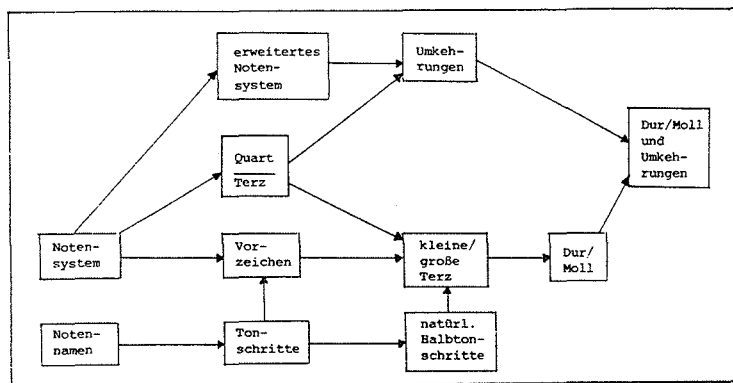 erweitertes
Noten-
system
Umkeh-
rungen
Dur/Moll
und
Umkeh-
rungen
Quart
Terz
Noten-
system
Vor-
zeichen
kleine/
große
Terz
Dur/
Moll
Noten-
namen
Ton-
schritte
natürl.
Halbton-
schritte